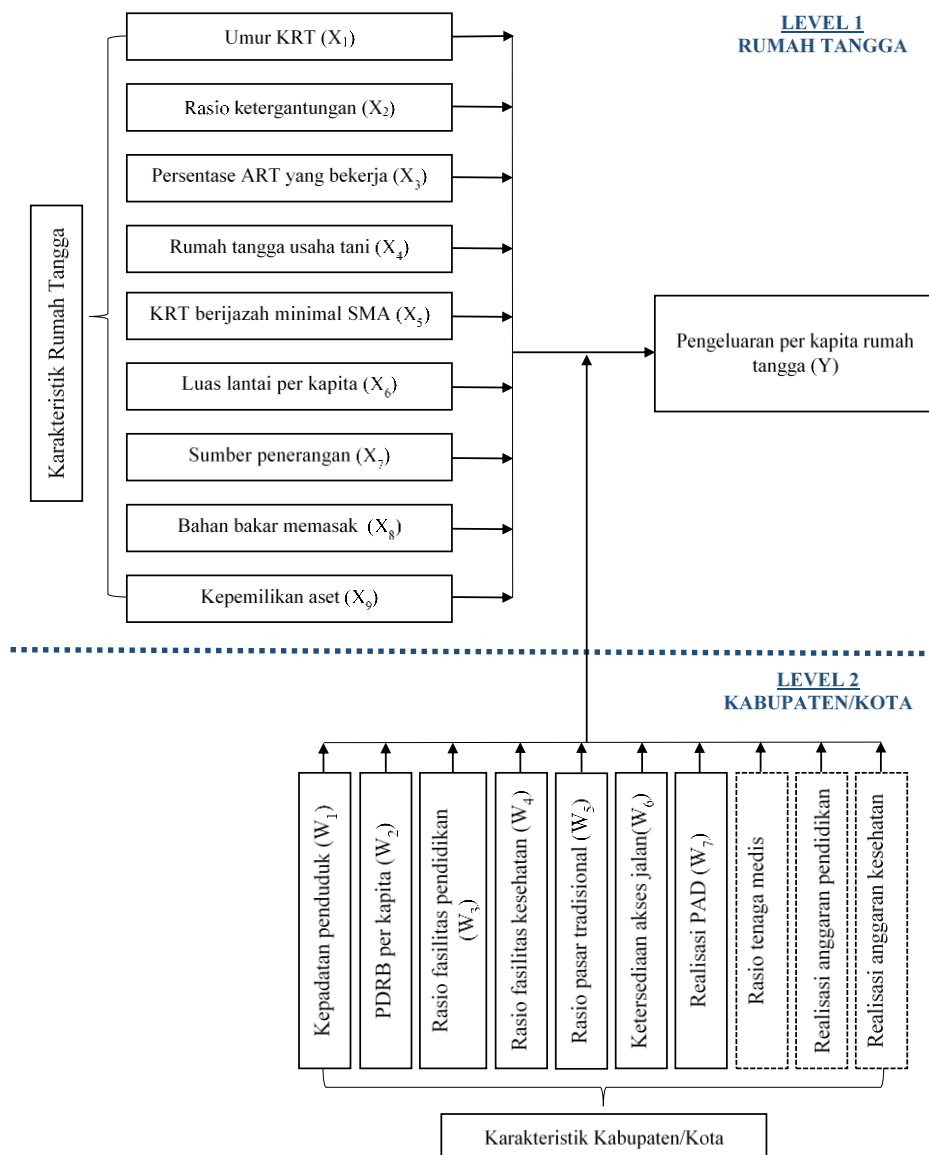 LEVEL 1
RUMAH TANGGA
Karakteristik Rumah Tangga
Umur KRT (X₁)
Rasio ketergantungan (X₂)
Persentase ART yang bekerja (X₃)
Rumah tangga usaha tani (X₄)
KRT berijazah minimal SMA (X₅)
Luas lantai per kapita (X₆)
Sumber penerangan (X₇)
Bahan bakar memasak (X₈)
Kepemilikan aset (X₉)
Pengeluaran per kapita rumah
tangga (Y)
LEVEL 2
KABUPATEN/KOTA
Kepadatan penduduk (W₁)
PDRB per kapita (W₂)
Rasio fasilitas pendidikan
(W₃)
Rasio fasilitas kesehatan (W₄)
Rasio pasar tradisional (W₅)
Ketersediaan akses jalan(W₆)
Realisasi PAD (W₇)
Rasio tenaga medis
Realisasi anggaran pendidikan
Realisasi anggaran kesehatan
Karakteristik Kabupaten/Kota